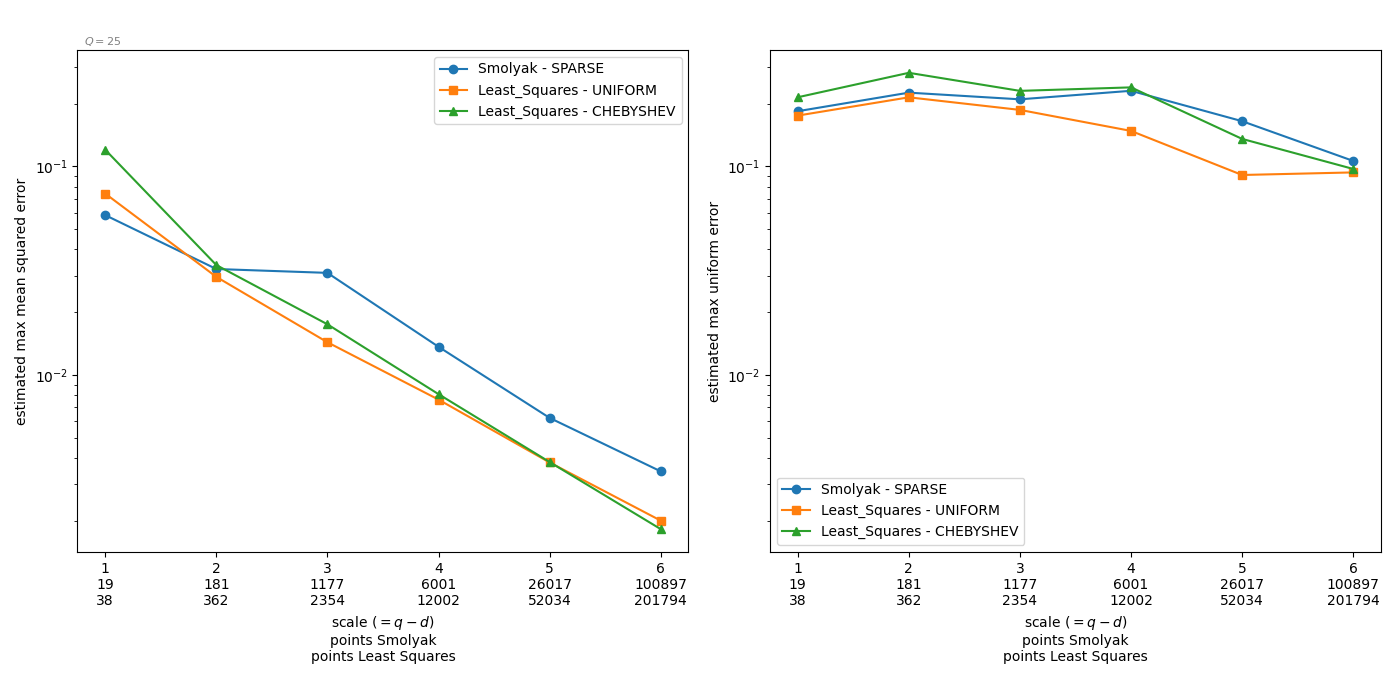 Q = 25
estimated max mean squared error
10⁻¹
10⁻²
Smolyak - SPARSE
Least_Squares - UNIFORM
Least_Squares - CHEBYSHEV
1 2 3 4 5 6
19 181 1177 6001 26017 100897
38 362 2354 12002 52034 201794
scale (= q − d)
points Smolyak
points Least Squares
estimated max uniform error
10⁻¹
10⁻²
Smolyak - SPARSE
Least_Squares - UNIFORM
Least_Squares - CHEBYSHEV
1 2 3 4 5 6
19 181 1177 6001 26017 100897
38 362 2354 12002 52034 201794
scale (= q − d)
points Smolyak
points Least Squares